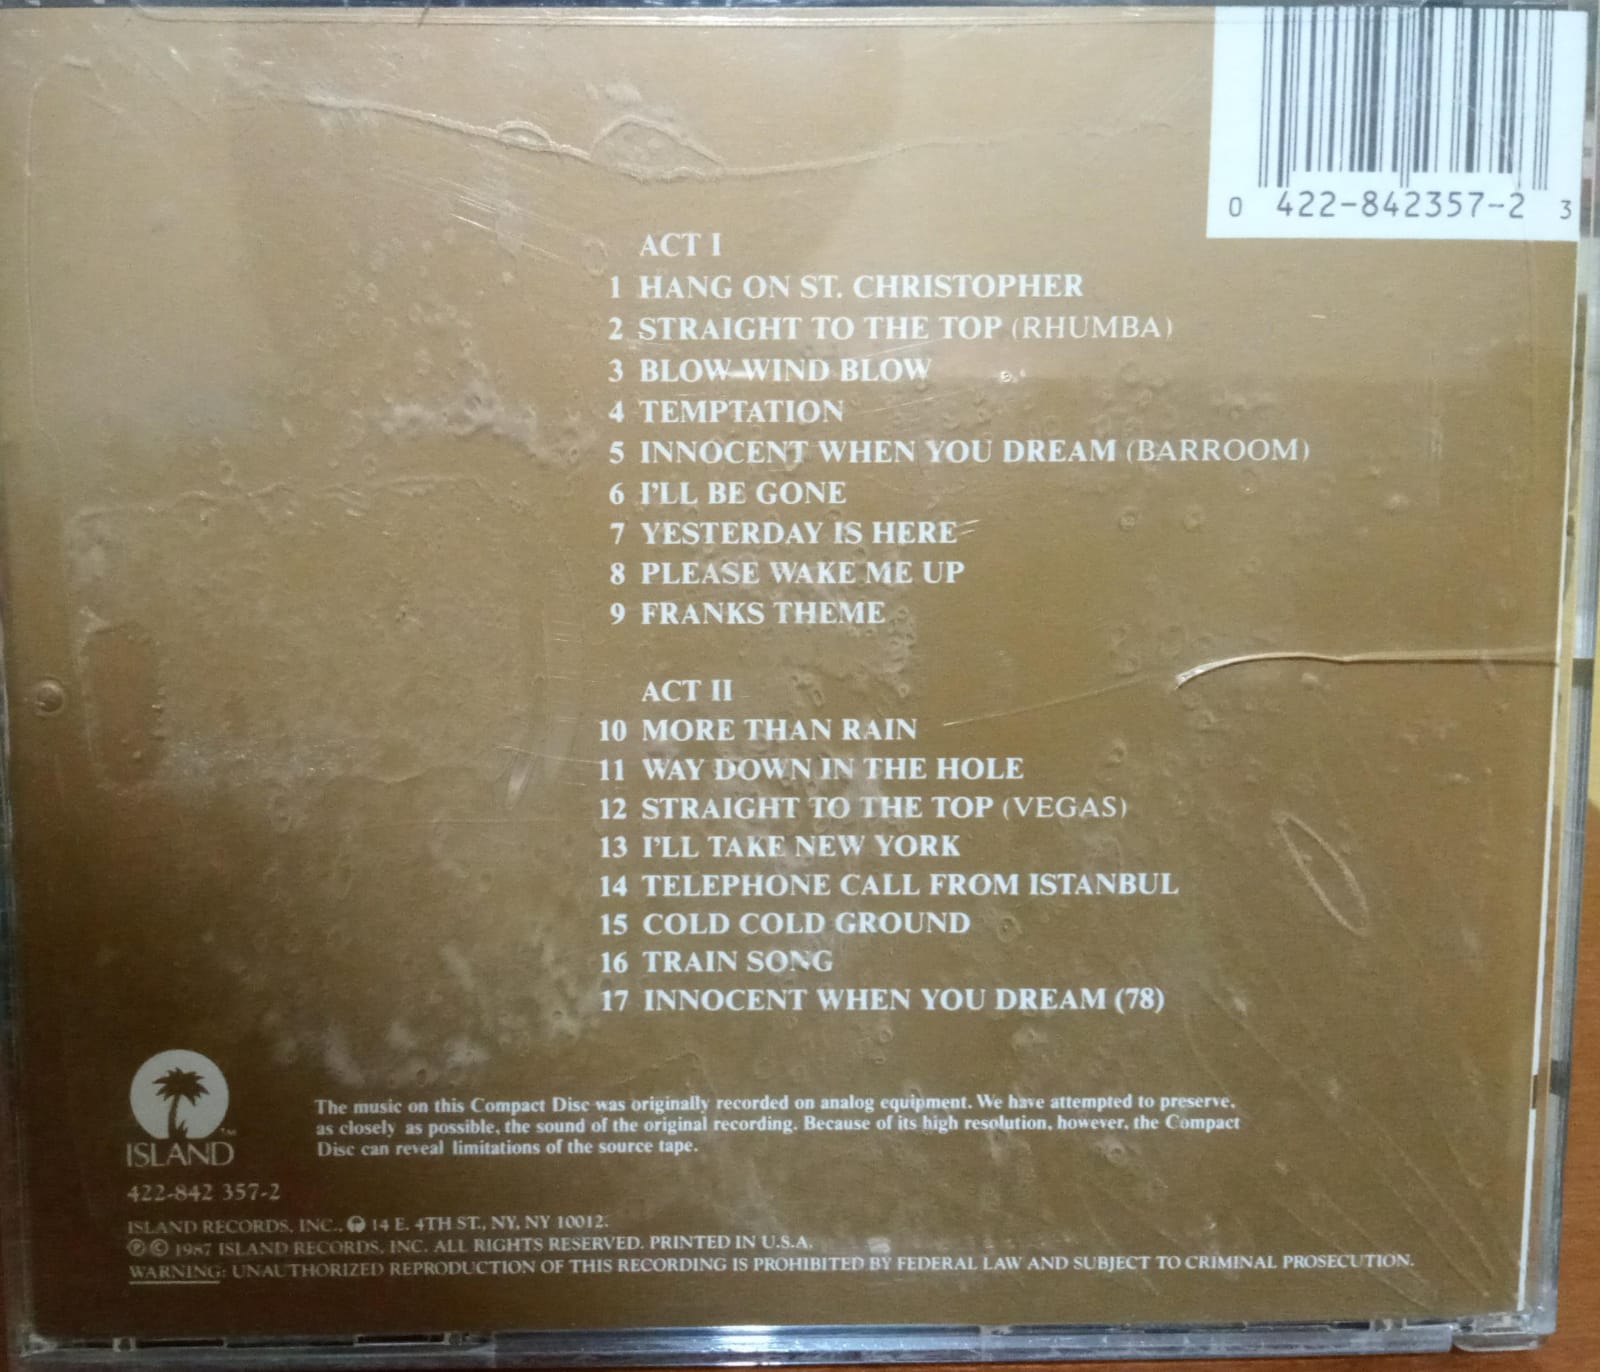 0 422-842357-2 3
ACT I
1 HANG ON ST. CHRISTOPHER
2 STRAIGHT TO THE TOP (RHUMBA)
3 BLOW WIND BLOW
4 TEMPTATION
5 INNOCENT WHEN YOU DREAM (BARROOM)
6 I'LL BE GONE
7 YESTERDAY IS HERE
8 PLEASE WAKE ME UP
9 FRANKS THEME
ACT II
10 MORE THAN RAIN
11 WAY DOWN IN THE HOLE
12 STRAIGHT TO THE TOP (VEGAS)
13 I'LL TAKE NEW YORK
14 TELEPHONE CALL FROM ISTANBUL
15 COLD COLD GROUND
16 TRAIN SONG
17 INNOCENT WHEN YOU DREAM (78)
The music on this Compact Disc was originally recorded on analog equipment. We have attempted to preserve,
as closely as possible, the sound of the original recording. Because of its high resolution, however, the Compact
Disc can reveal limitations of the source tape.
ISLAND™
422-842 357-2
ISLAND RECORDS, INC., 14 E. 4TH ST., NY, NY 10012.
℗ © 1987 ISLAND RECORDS, INC. ALL RIGHTS RESERVED. PRINTED IN U.S.A.
WARNING: UNAUTHORIZED REPRODUCTION OF THIS RECORDING IS PROHIBITED BY FEDERAL LAW AND SUBJECT TO CRIMINAL PROSECUTION.